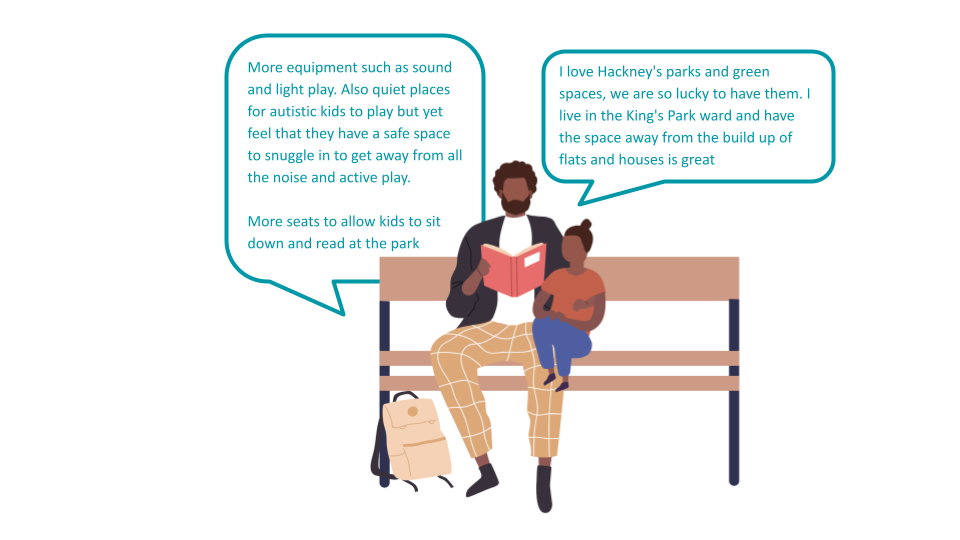 More equipment such as sound
and light play. Also quiet places
for autistic kids to play but yet
feel that they have a safe space
to snuggle in to get away from all
the noise and active play.
More seats to allow kids to sit
down and read at the park
I love Hackney's parks and green
spaces, we are so lucky to have them. I
live in the King's Park ward and have
the space away from the build up of
flats and houses is great